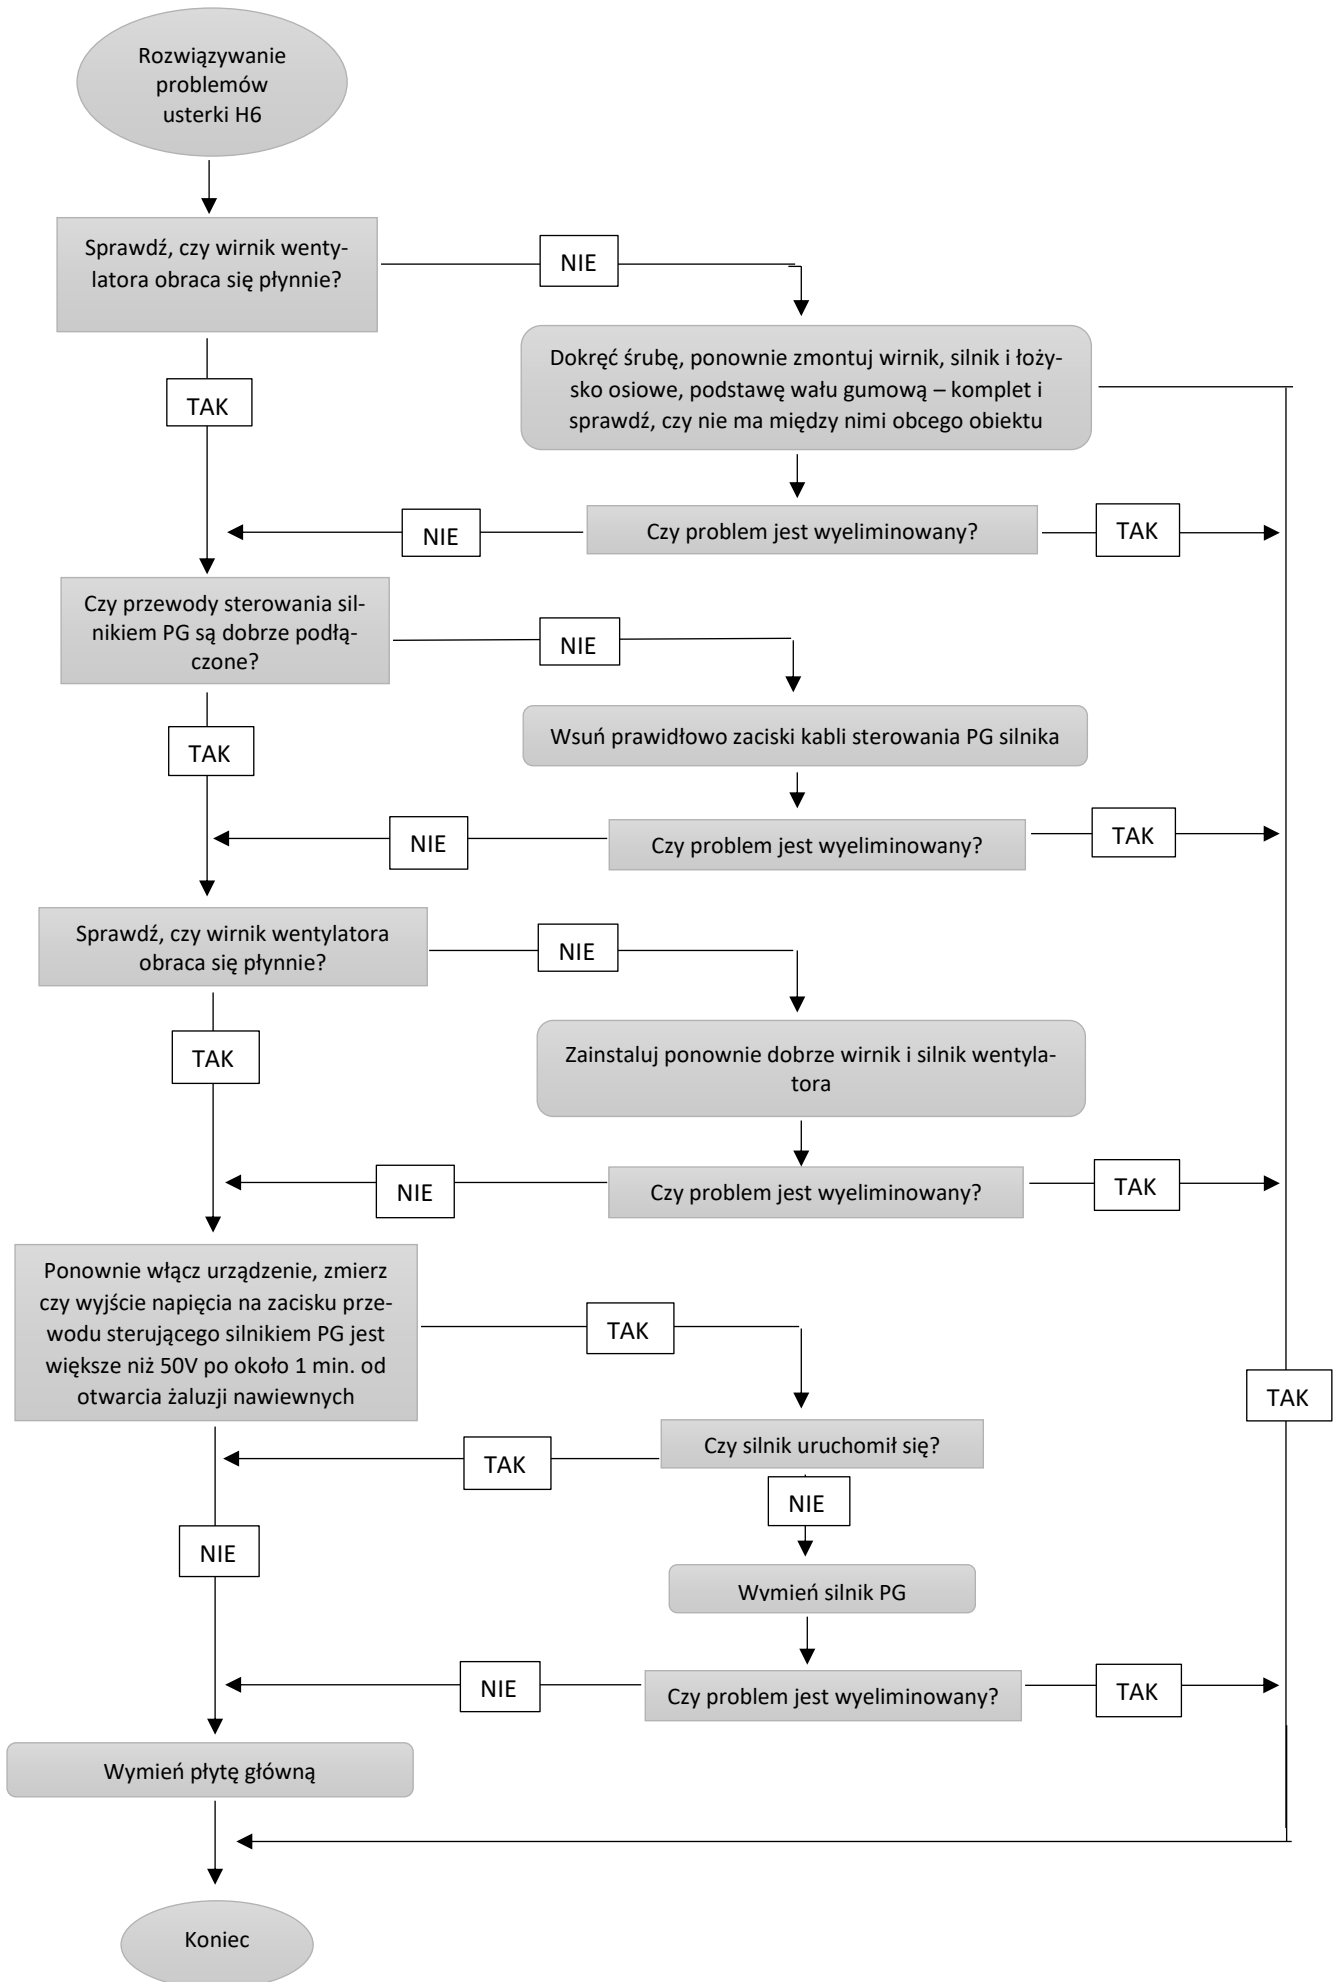 Rozwiązywanie
problemów
usterki H6
Sprawdź, czy wirnik wenty-
latora obraca się płynnie?
NIE
TAK
Dokręć śrubę, ponownie zmontuj wirnik, silnik i łoży-
sko osiowe, podstawę wału gumową – komplet i
sprawdź, czy nie ma między nimi obcego obiektu
NIE
Czy problem jest wyeliminowany?
TAK
Czy przewody sterowania sil-
nikiem PG są dobrze podłą-
czone?
NIE
TAK
Wsuń prawidłowo zaciski kabli sterowania PG silnika
NIE
Czy problem jest wyeliminowany?
TAK
Sprawdź, czy wirnik wentylatora
obraca się płynnie?
NIE
TAK
Zainstaluj ponownie dobrze wirnik i silnik wentyla-
tora
NIE
Czy problem jest wyeliminowany?
TAK
Ponownie włącz urządzenie, zmierz
czy wyjście napięcia na zacisku prze-
wodu sterującego silnikiem PG jest
większe niż 50V po około 1 min. od
otwarcia żaluzji nawiewnych
TAK
TAK
Czy silnik uruchomił się?
TAK
NIE
NIE
Wymień silnik PG
NIE
Czy problem jest wyeliminowany?
TAK
Wymień płytę główną
Koniec